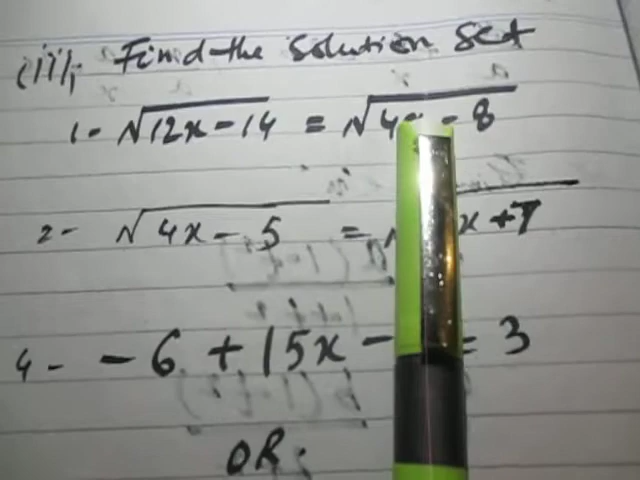 (iii); Find the solution set
1- √12x-14 = √4 - 8
2- √4x - 5 = x+7
4- -6 + 15x - = 3
OR: